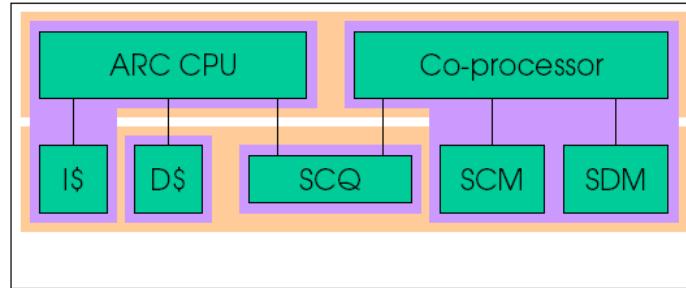 ARC CPU
Co-processor
I$
D$
SCQ
SCM
SDM